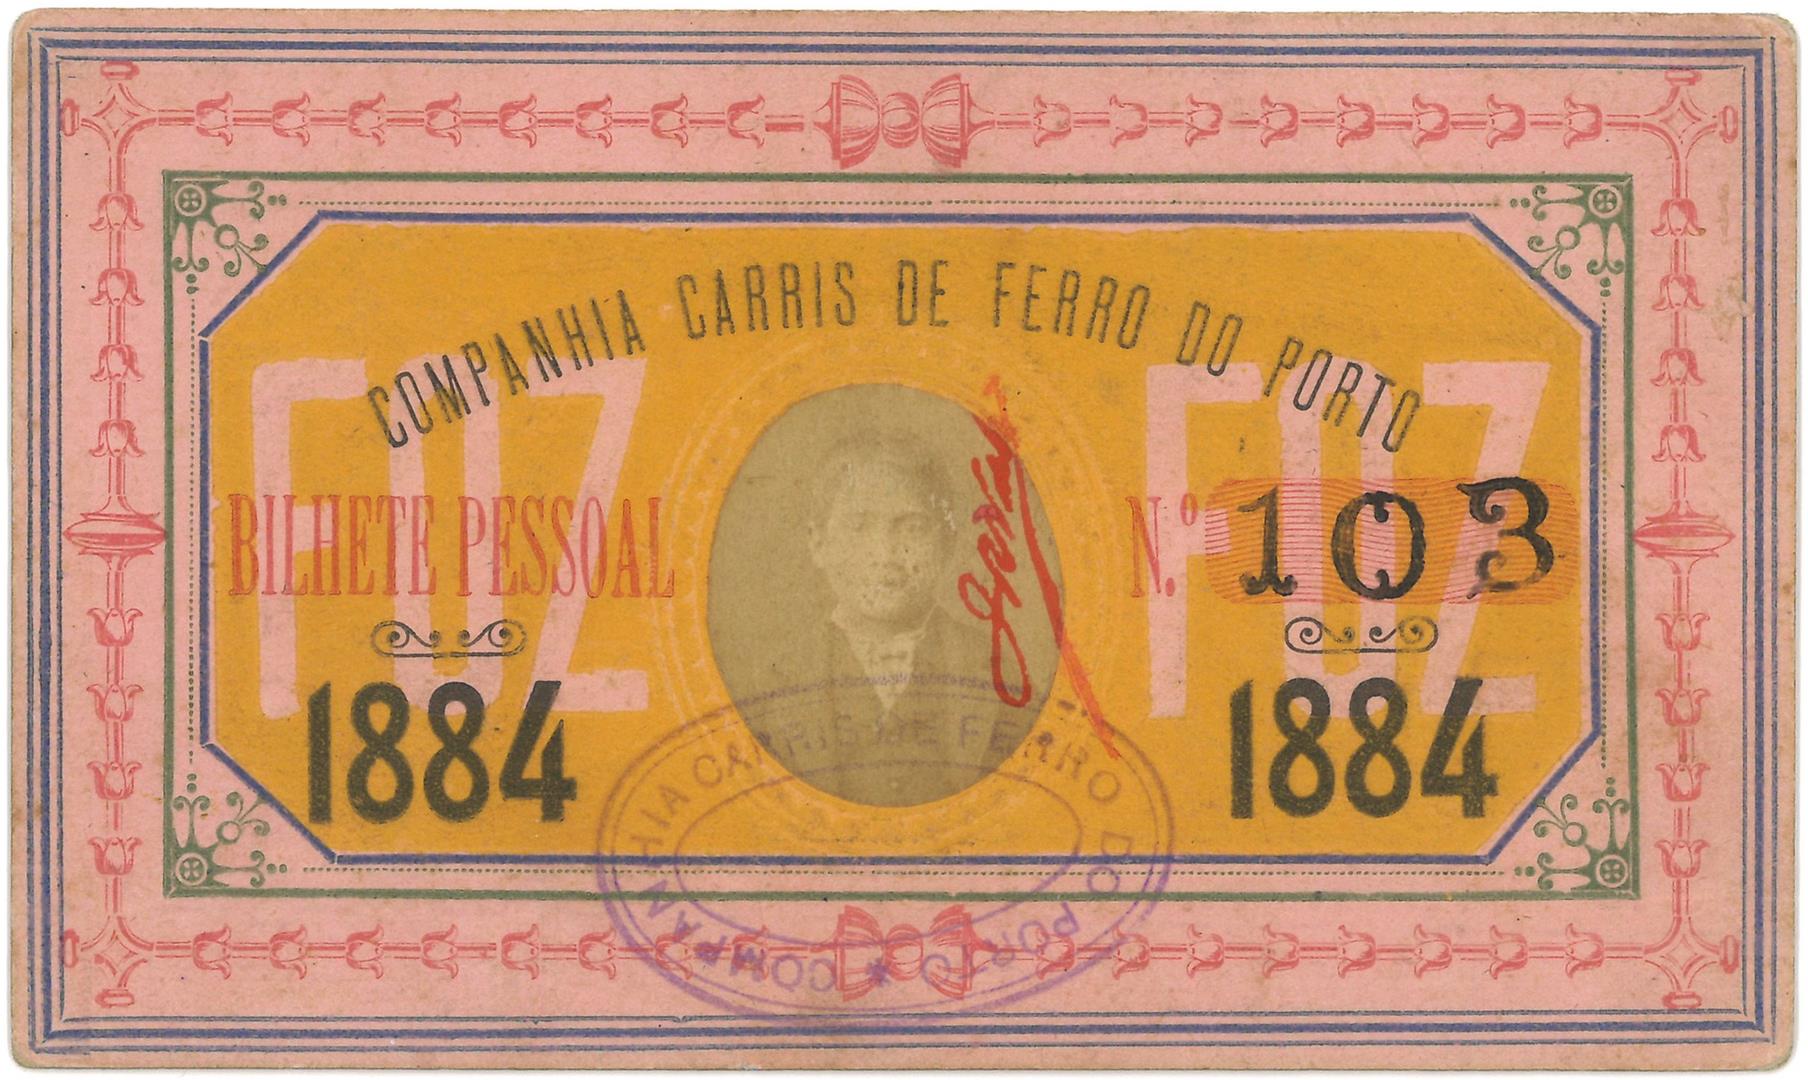 COMPANHIA CARRIS DE FERRO DO PORTO
FOZ FOZ
BILHETE PESSOAL
N.º 103
1884 1884
COMPANHIA CARRIS DE FERRO DO PORTO *